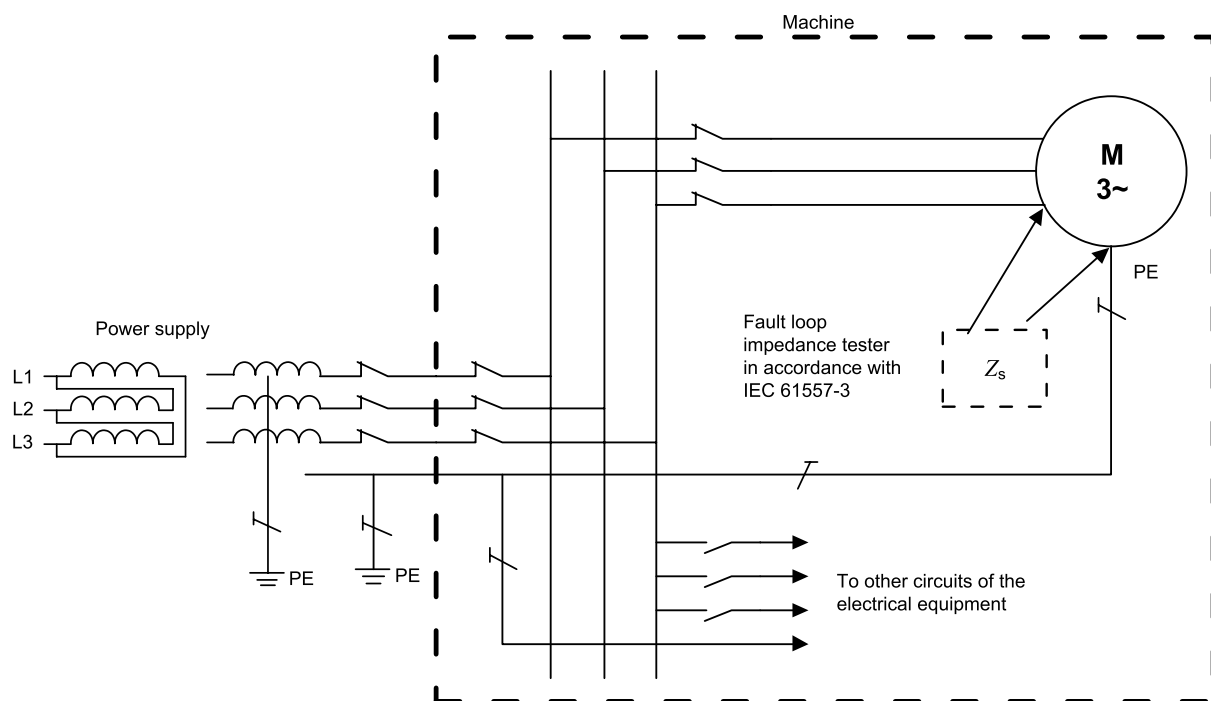 Machine
M
3~
PE
Power supply
Fault loop
impedance tester
in accordance with
IEC 61557-3
Zs
L1
L2
L3
PE
PE
To other circuits of the
electrical equipment